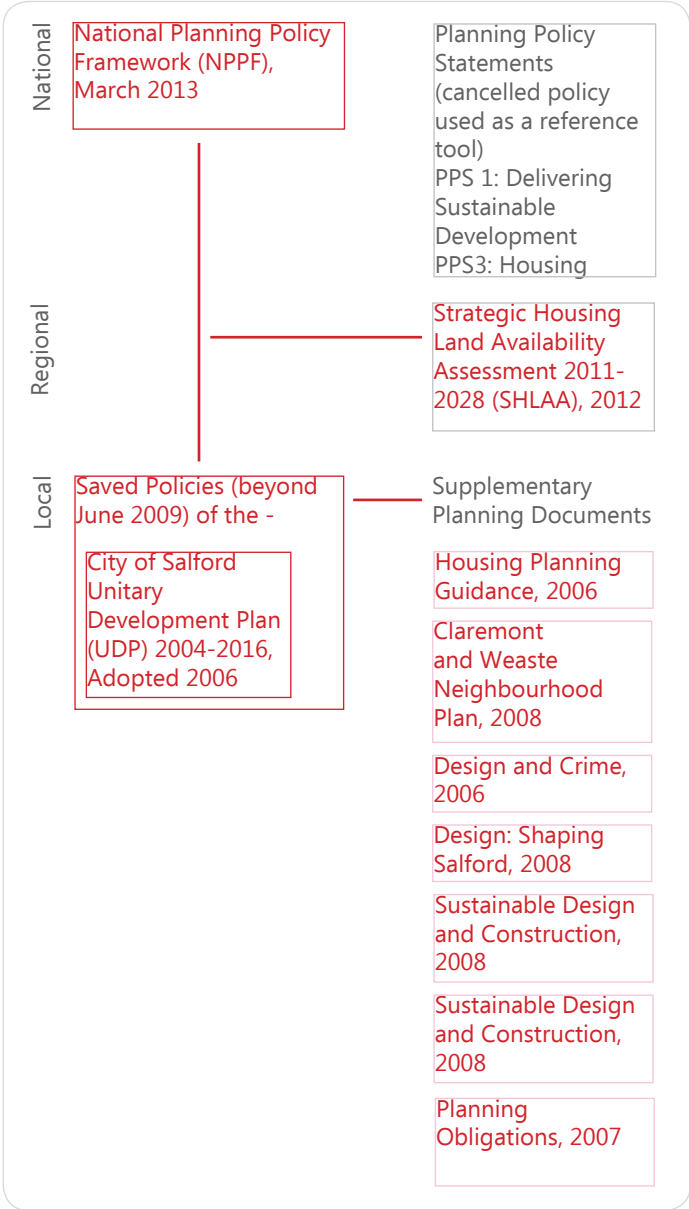 National
National Planning Policy
Framework (NPPF),
March 2013
Planning Policy
Statements
(cancelled policy
used as a reference
tool)
PPS 1: Delivering
Sustainable
Development
PPS3: Housing
Regional
Strategic Housing
Land Availability
Assessment 2011-
2028 (SHLAA), 2012
Local
Saved Policies (beyond
June 2009) of the -
City of Salford
Unitary
Development Plan
(UDP) 2004-2016,
Adopted 2006
Supplementary
Planning Documents
Housing Planning
Guidance, 2006
Claremont
and Weaste
Neighbourhood
Plan, 2008
Design and Crime,
2006
Design: Shaping
Salford, 2008
Sustainable Design
and Construction,
2008
Sustainable Design
and Construction,
2008
Planning
Obligations, 2007